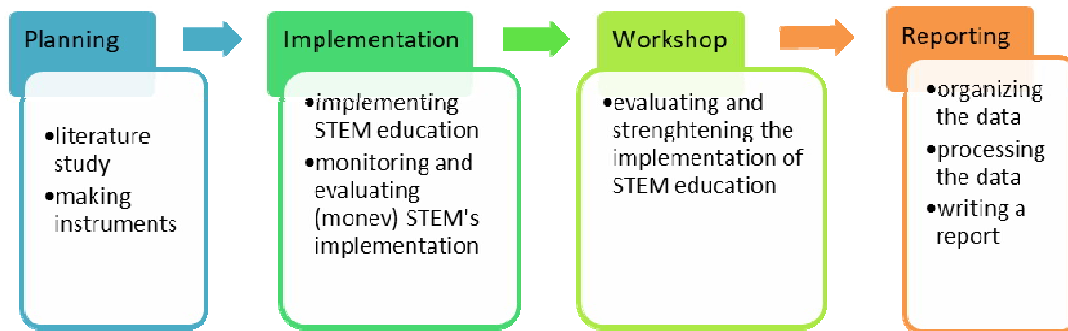 Planning
•literature
study
•making
instruments
Implementation
•implementing
STEM education
•monitoring and
evaluating
(monev) STEM's
implementation
Workshop
•evaluating and
strenghtening the
implementation of
STEM education
Reporting
•organizing
the data
•processing
the data
•writing a
report